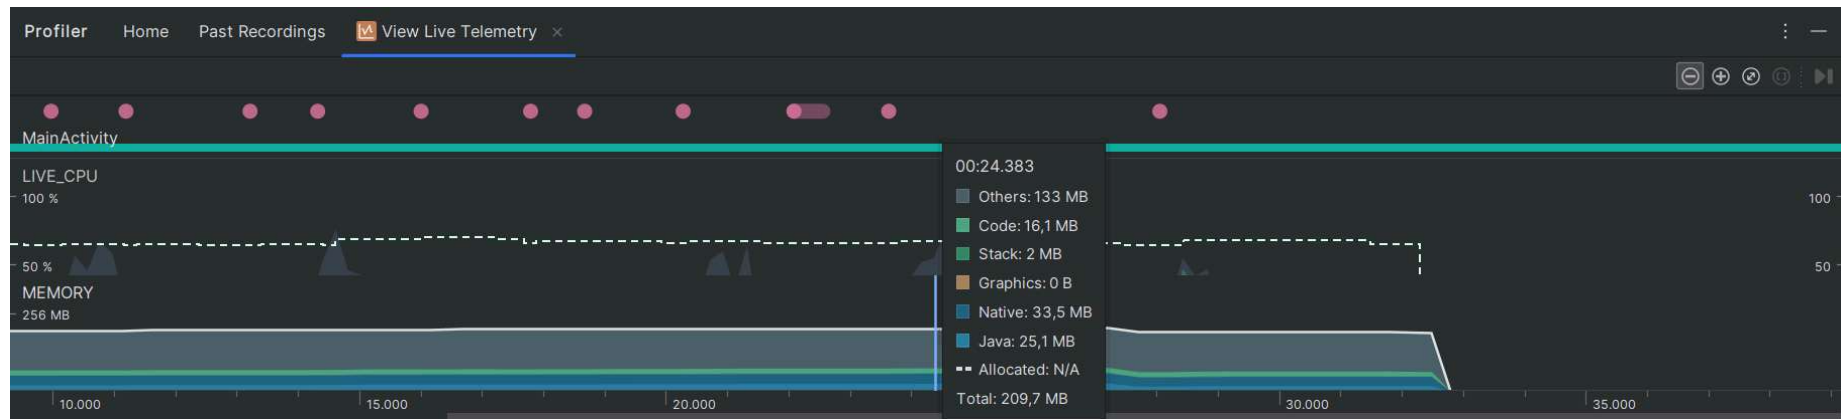 Profiler Home Past Recordings View Live Telemetry
MainActivity
LIVE_CPU
100 %
100
50 %
50
MEMORY
256 MB
00:24.383
Others: 133 MB
Code: 16,1 MB
Stack: 2 MB
Graphics: 0 B
Native: 33,5 MB
Java: 25,1 MB
Allocated: N/A
Total: 209,7 MB
10.000 15.000 20.000 30.000 35.000